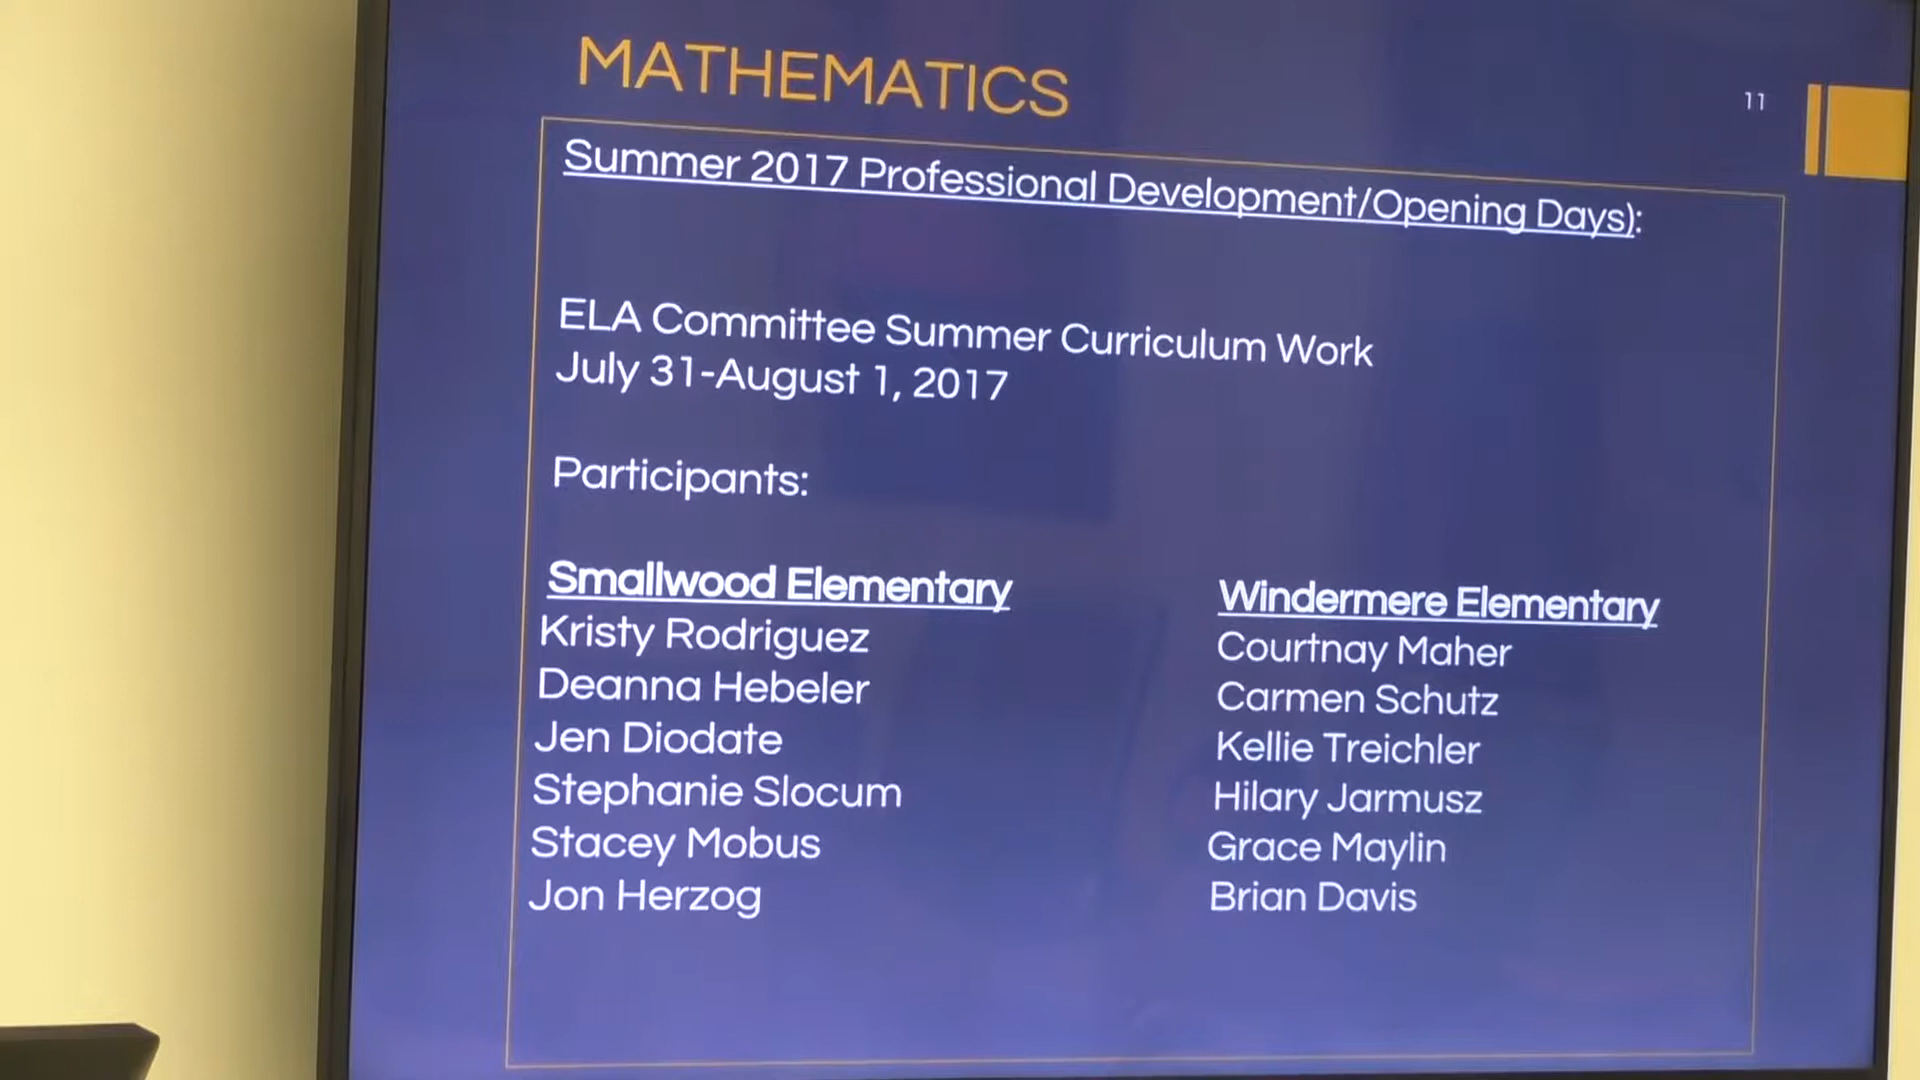 MATHEMATICS
11
Summer 2017 Professional Development/Opening Days):
ELA Committee Summer Curriculum Work
July 31-August 1, 2017
Participants:
Smallwood Elementary
Kristy Rodriguez
Deanna Hebeler
Jen Diodate
Stephanie Slocum
Stacey Mobus
Jon Herzog
Windermere Elementary
Courtnay Maher
Carmen Schutz
Kellie Treichler
Hilary Jarmusz
Grace Maylin
Brian Davis